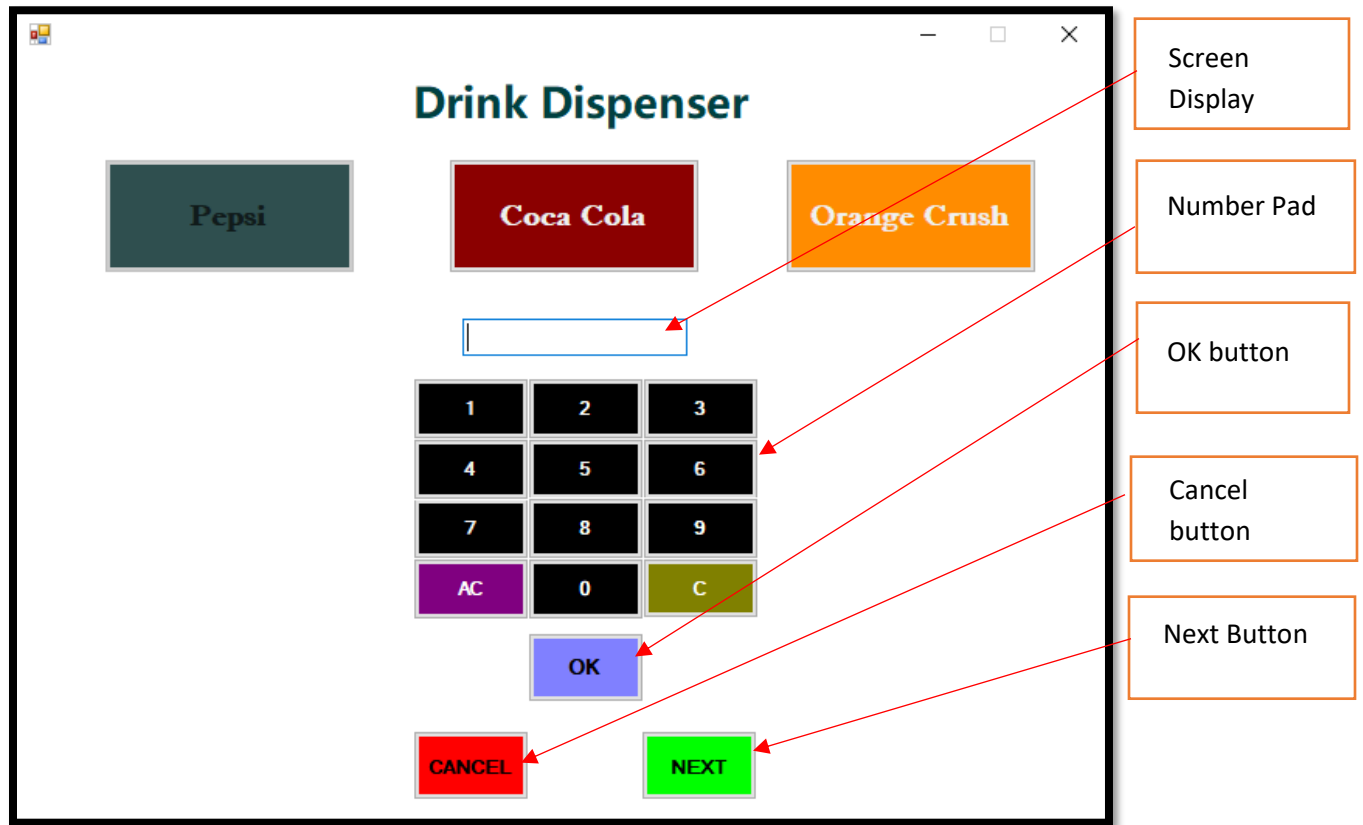 Drink Dispenser
Pepsi
Coca Cola
Orange Crush
1 2 3
4 5 6
7 8 9
AC 0 C
OK
CANCEL NEXT
Screen
Display
Number Pad
OK button
Cancel
button
Next Button